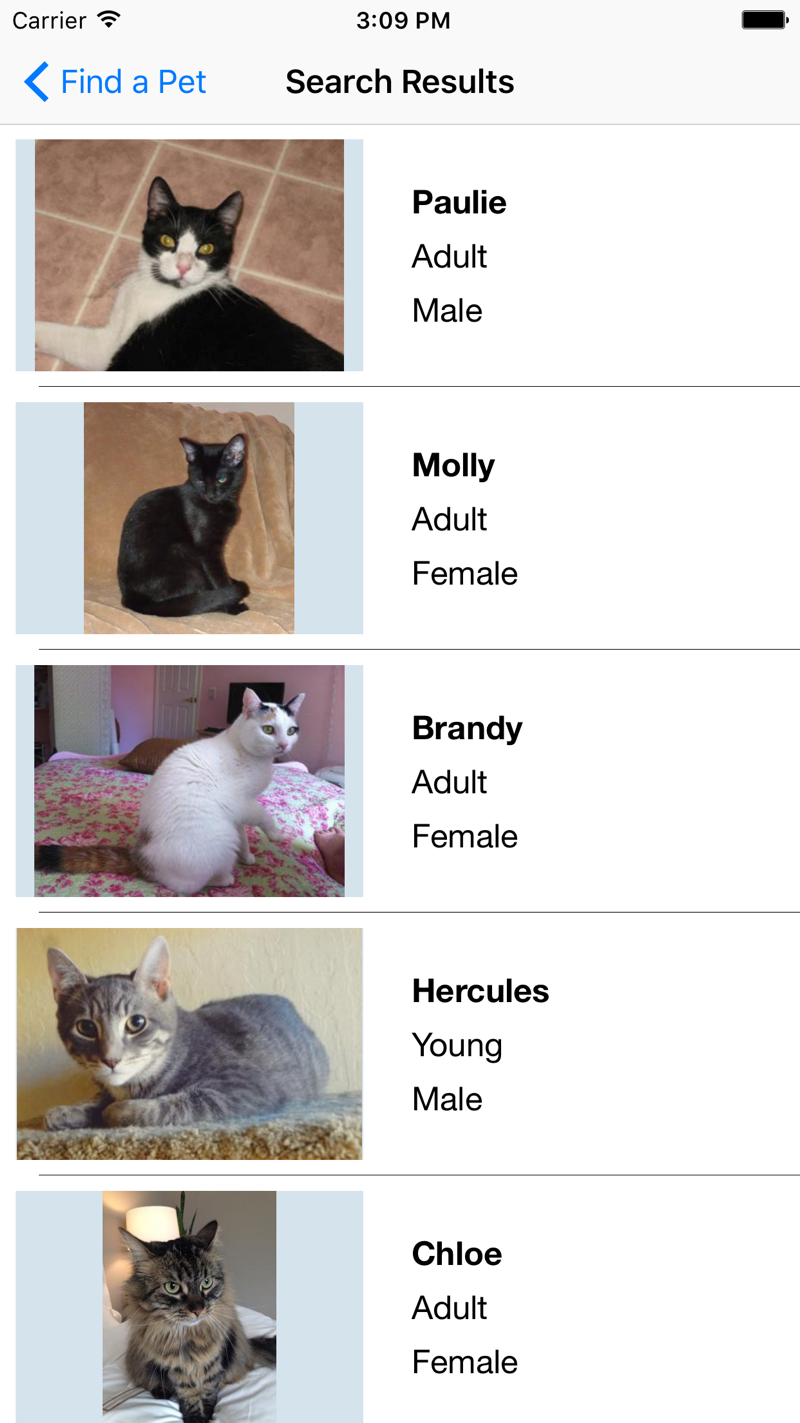 Carrier 3:09 PM
Find a Pet Search Results
Paulie
Adult
Male
Molly
Adult
Female
Brandy
Adult
Female
Hercules
Young
Male
Chloe
Adult
Female